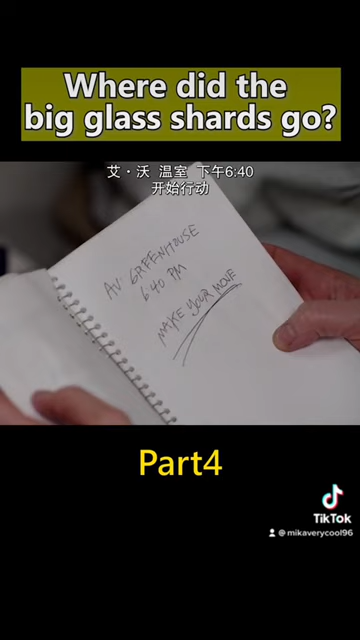 Where did the
big glass shards go?
艾·沃 温室 下午6:40
开始行动
AV: GREENHOUSE
6:40 PM
MAKE YOUR MOVE
Part4
TikTok
@mikaverycool96